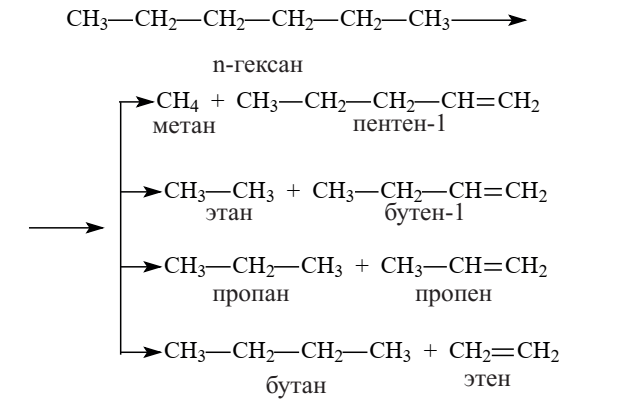 CH₃—CH₂—CH₂—CH₂—CH₂—CH₃
n-гексан
CH₄ + CH₃—CH₂—CH₂—CH=CH₂
метан пентен-1
CH₃—CH₃ + CH₃—CH₂—CH=CH₂
этан бутен-1
CH₃—CH₂—CH₃ + CH₃—CH=CH₂
пропан пропен
CH₃—CH₂—CH₂—CH₃ + CH₂=CH₂
бутан этен